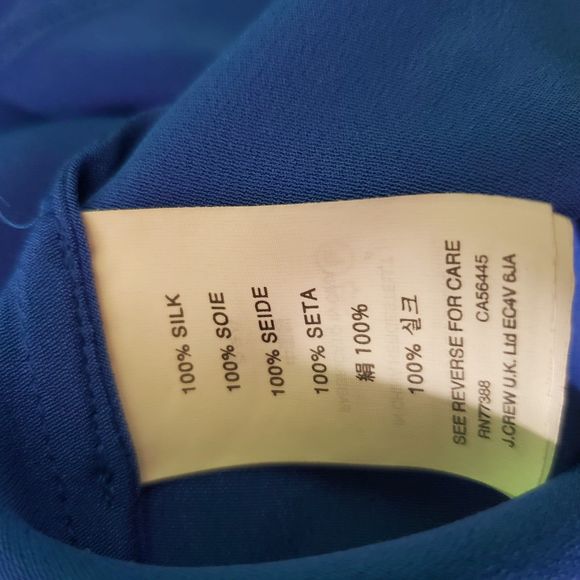 100% SILK
100% SOIE
100% SEIDE
100% SETA
絹 100%
100% 실크
SEE REVERSE FOR CARE
RN77388 CA56445
J.CREW U.K. Ltd EC4V 6JA